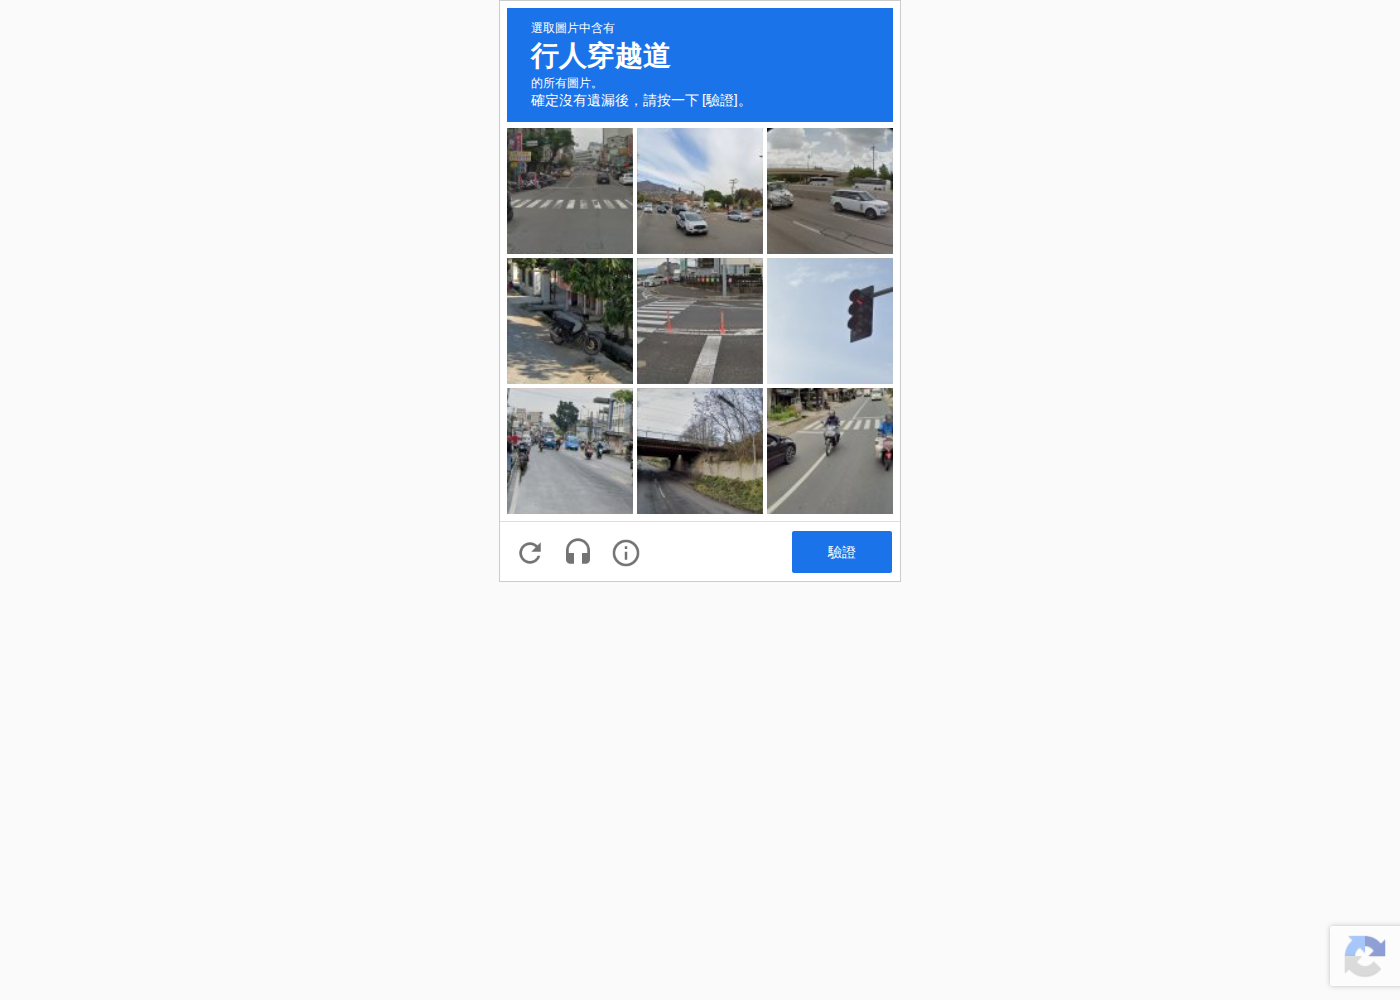 選取圖片中含有
行人穿越道
的所有圖片。
確定沒有遺漏後，請按一下 [驗證]。
驗證